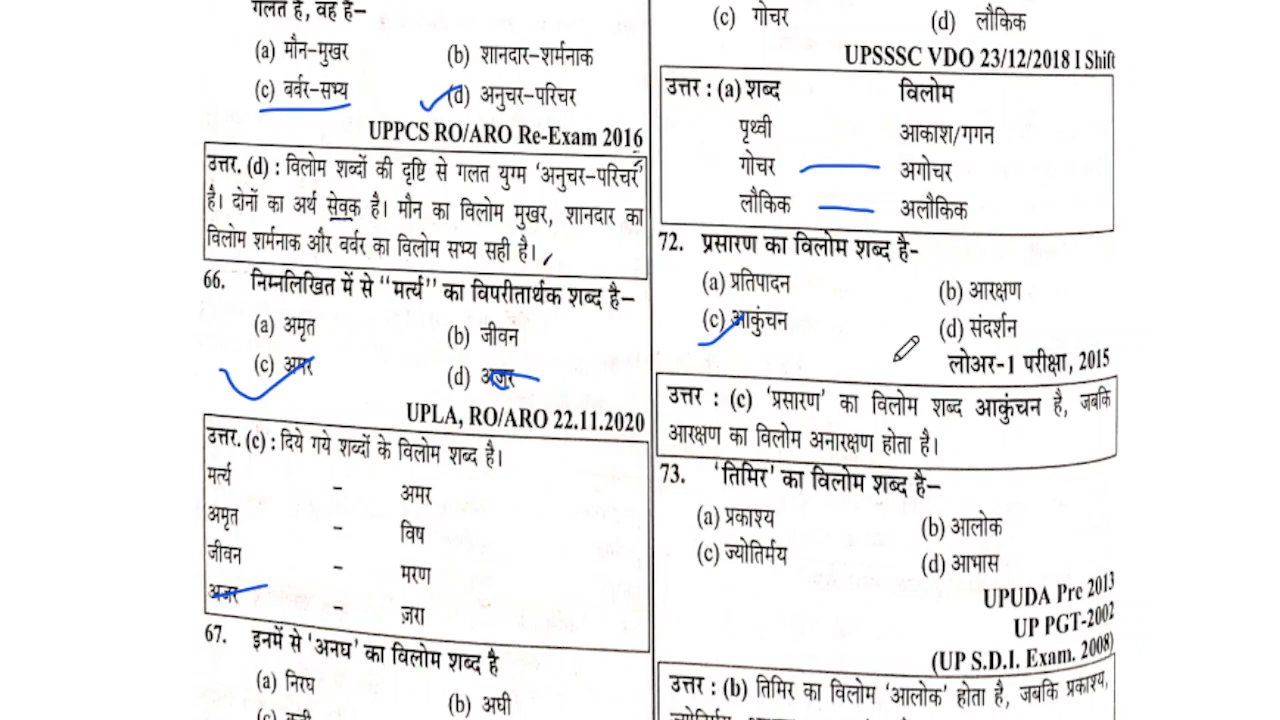 गलत है, वह है–
(a) मौन–मुखर (b) शानदार–शर्मनाक
(c) वर्वर–सभ्य (d) अनुचर–परिचर
UPPCS RO/ARO Re-Exam 2016
उत्तर. (d) : विलोम शब्दों की दृष्टि से गलत युग्म 'अनुचर–परिचर'
है। दोनों का अर्थ सेवक है। मौन का विलोम मुखर, शानदार का
विलोम शर्मनाक और वर्वर का विलोम सभ्य सही है।
66. निम्नलिखित में से "मर्त्य" का विपरीतार्थक शब्द है–
(a) अमृत (b) जीवन
(c) अमर (d) अजर
UPLA, RO/ARO 22.11.2020
उत्तर. (c) : दिये गये शब्दों के विलोम शब्द है।
मर्त्य – अमर
अमृत – विष
जीवन – मरण
अजर – ज़रा
67. इनमें से 'अनघ' का विलोम शब्द है
(a) निरघ (b) अघी
(c) गोचर (d) लौकिक
UPSSSC VDO 23/12/2018 I Shift
उत्तर : (a) शब्द विलोम
पृथ्वी आकाश/गगन
गोचर अगोचर
लौकिक अलौकिक
72. प्रसारण का विलोम शब्द है-
(a) प्रतिपादन (b) आरक्षण
(c) आकुंचन (d) संदर्शन
लोअर-1 परीक्षा, 2015
उत्तर : (c) 'प्रसारण' का विलोम शब्द आकुंचन है, जबकि
आरक्षण का विलोम अनारक्षण होता है।
73. 'तिमिर' का विलोम शब्द है–
(a) प्रकाश्य (b) आलोक
(c) ज्योतिर्मय (d) आभास
UPUDA Pre 2013
UP PGT-2002
(UP S.D.I. Exam. 2008)
उत्तर : (b) तिमिर का विलोम 'आलोक' होता है, जबकि प्रकाश्य,